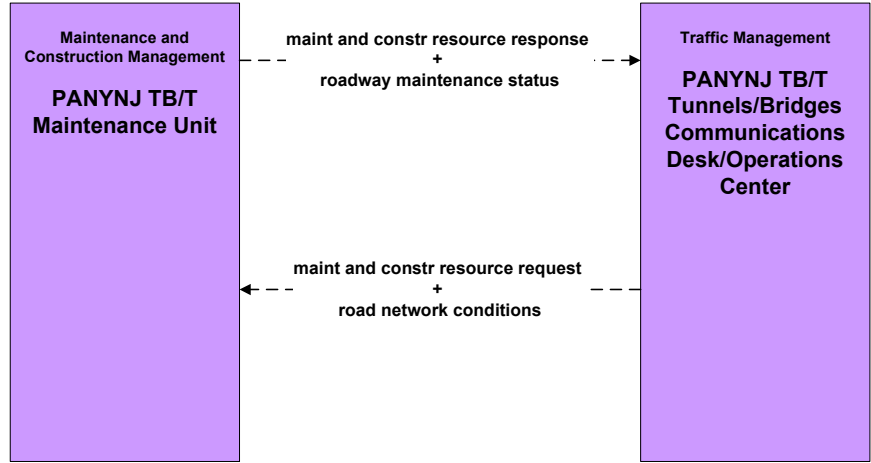 Maintenance and
Construction Management
PANYNJ TB/T
Maintenance Unit
maint and constr resource response
+
roadway maintenance status
maint and constr resource request
+
road network conditions
Traffic Management
PANYNJ TB/T
Tunnels/Bridges
Communications
Desk/Operations
Center